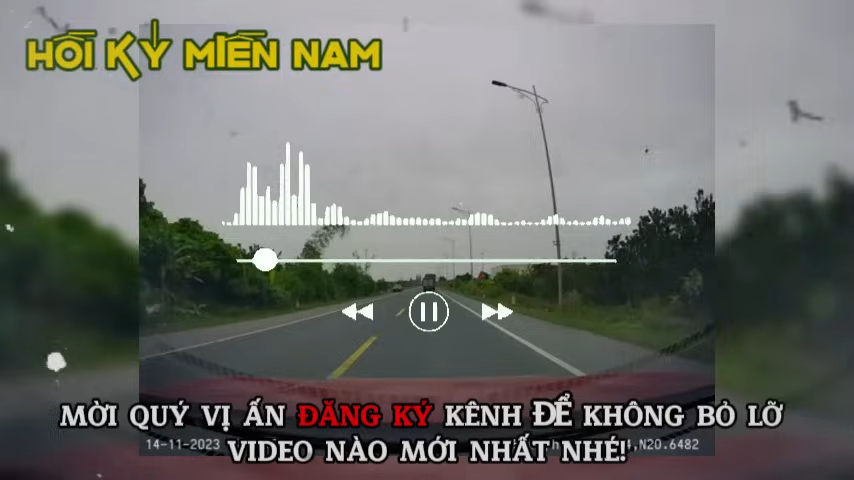 HỒI KÝ MIỀN NAM
MỜI QUÝ VỊ ẤN ĐĂNG KÝ KÊNH ĐỂ KHÔNG BỎ LỠ
14-11-2023
,N20.6482
VIDEO NÀO MỚI NHẤT NHÉ!